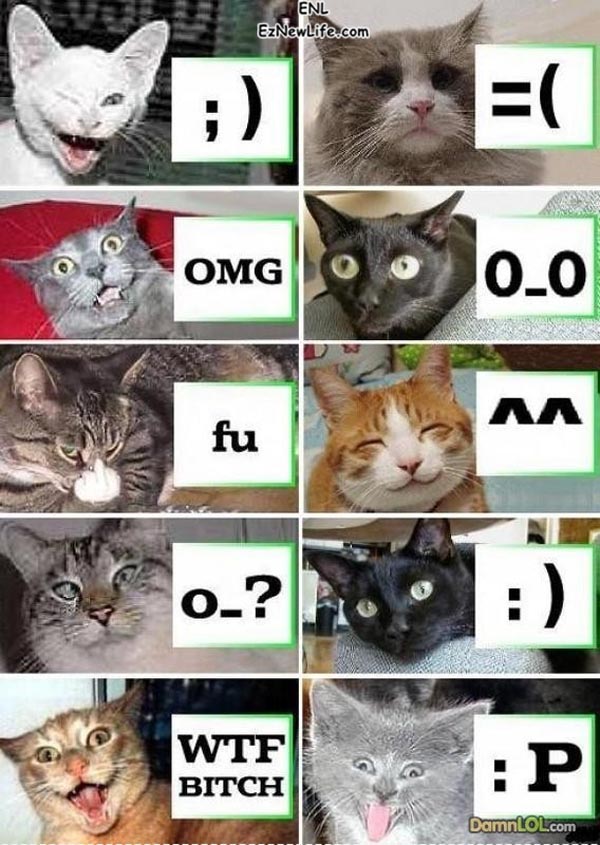 ENL
EzNewLife.com
;)
=(
OMG
0_0
fu
^^
o_?
:)
WTF
BITCH
:P
DamnLOL.com